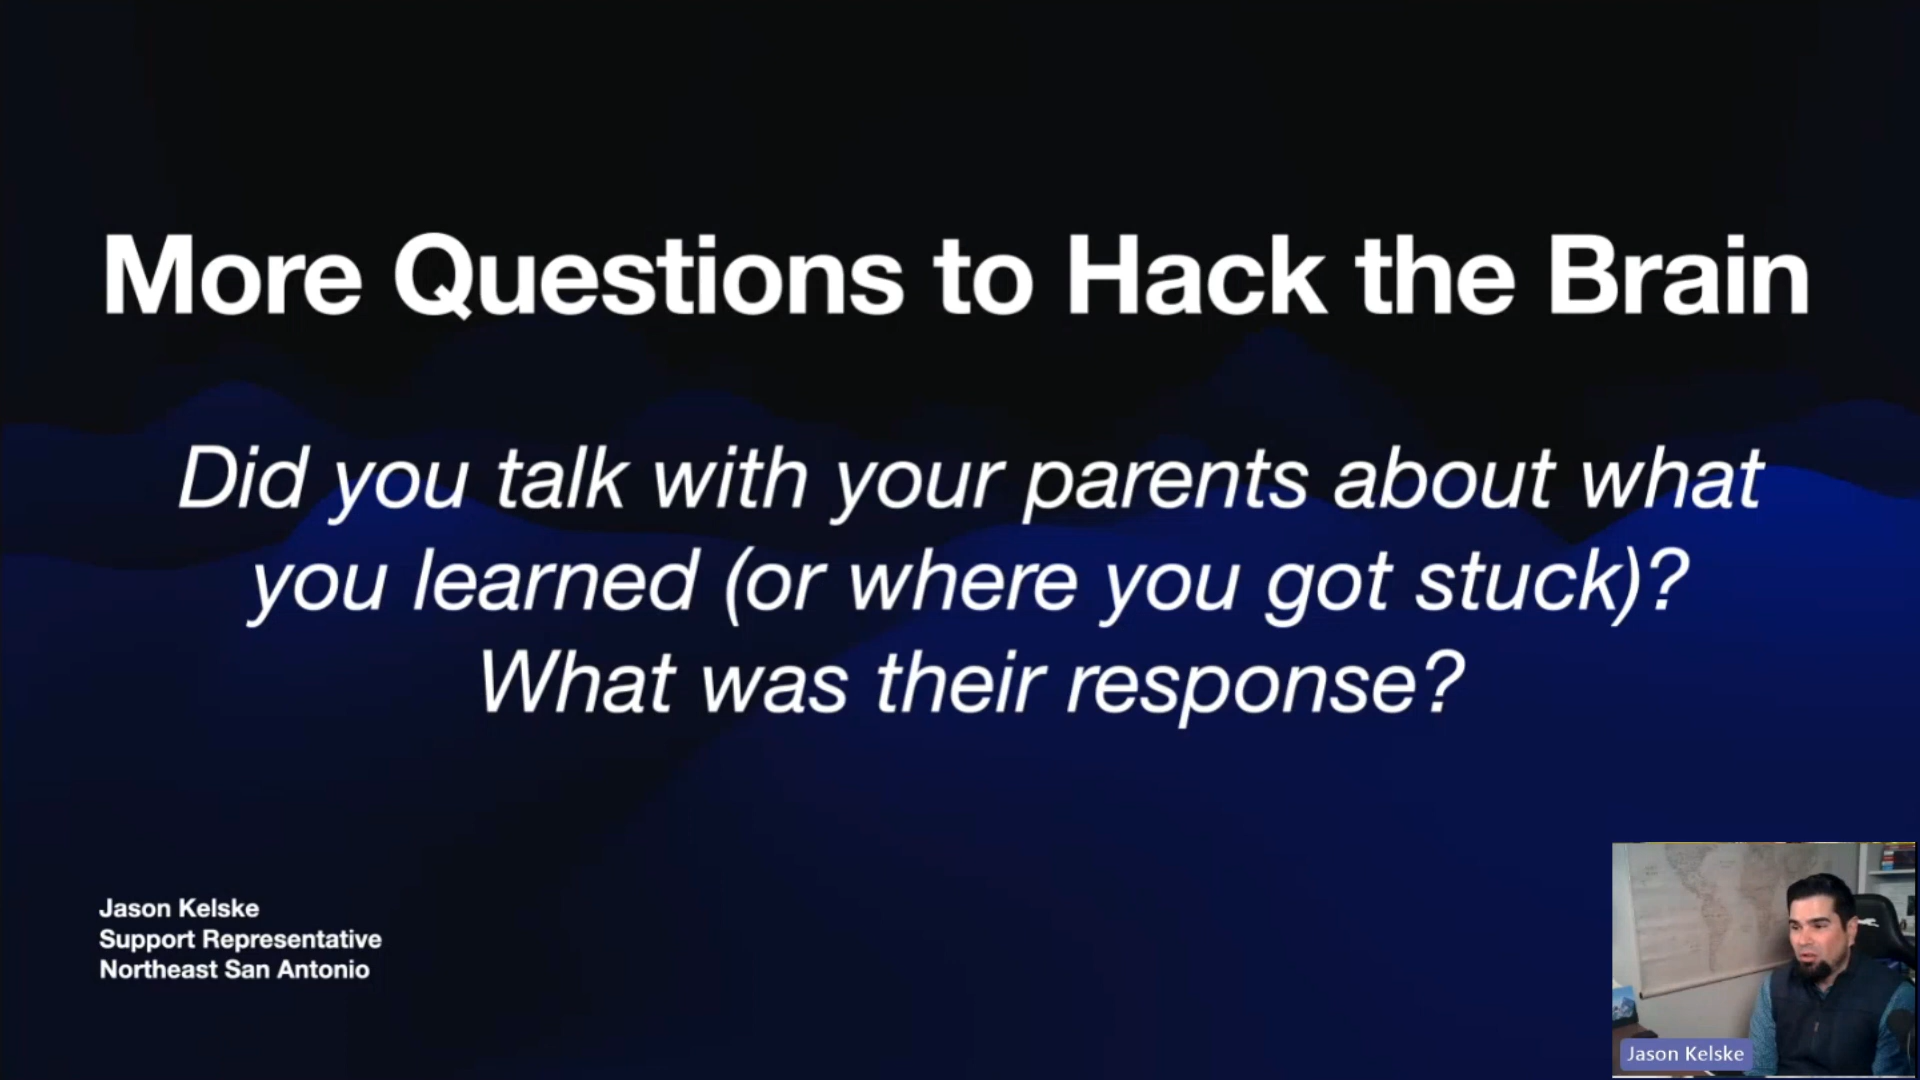 More Questions to Hack the Brain
Did you talk with your parents about what
you learned (or where you got stuck)?
What was their response?
Jason Kelske
Support Representative
Northeast San Antonio
Jason Kelske